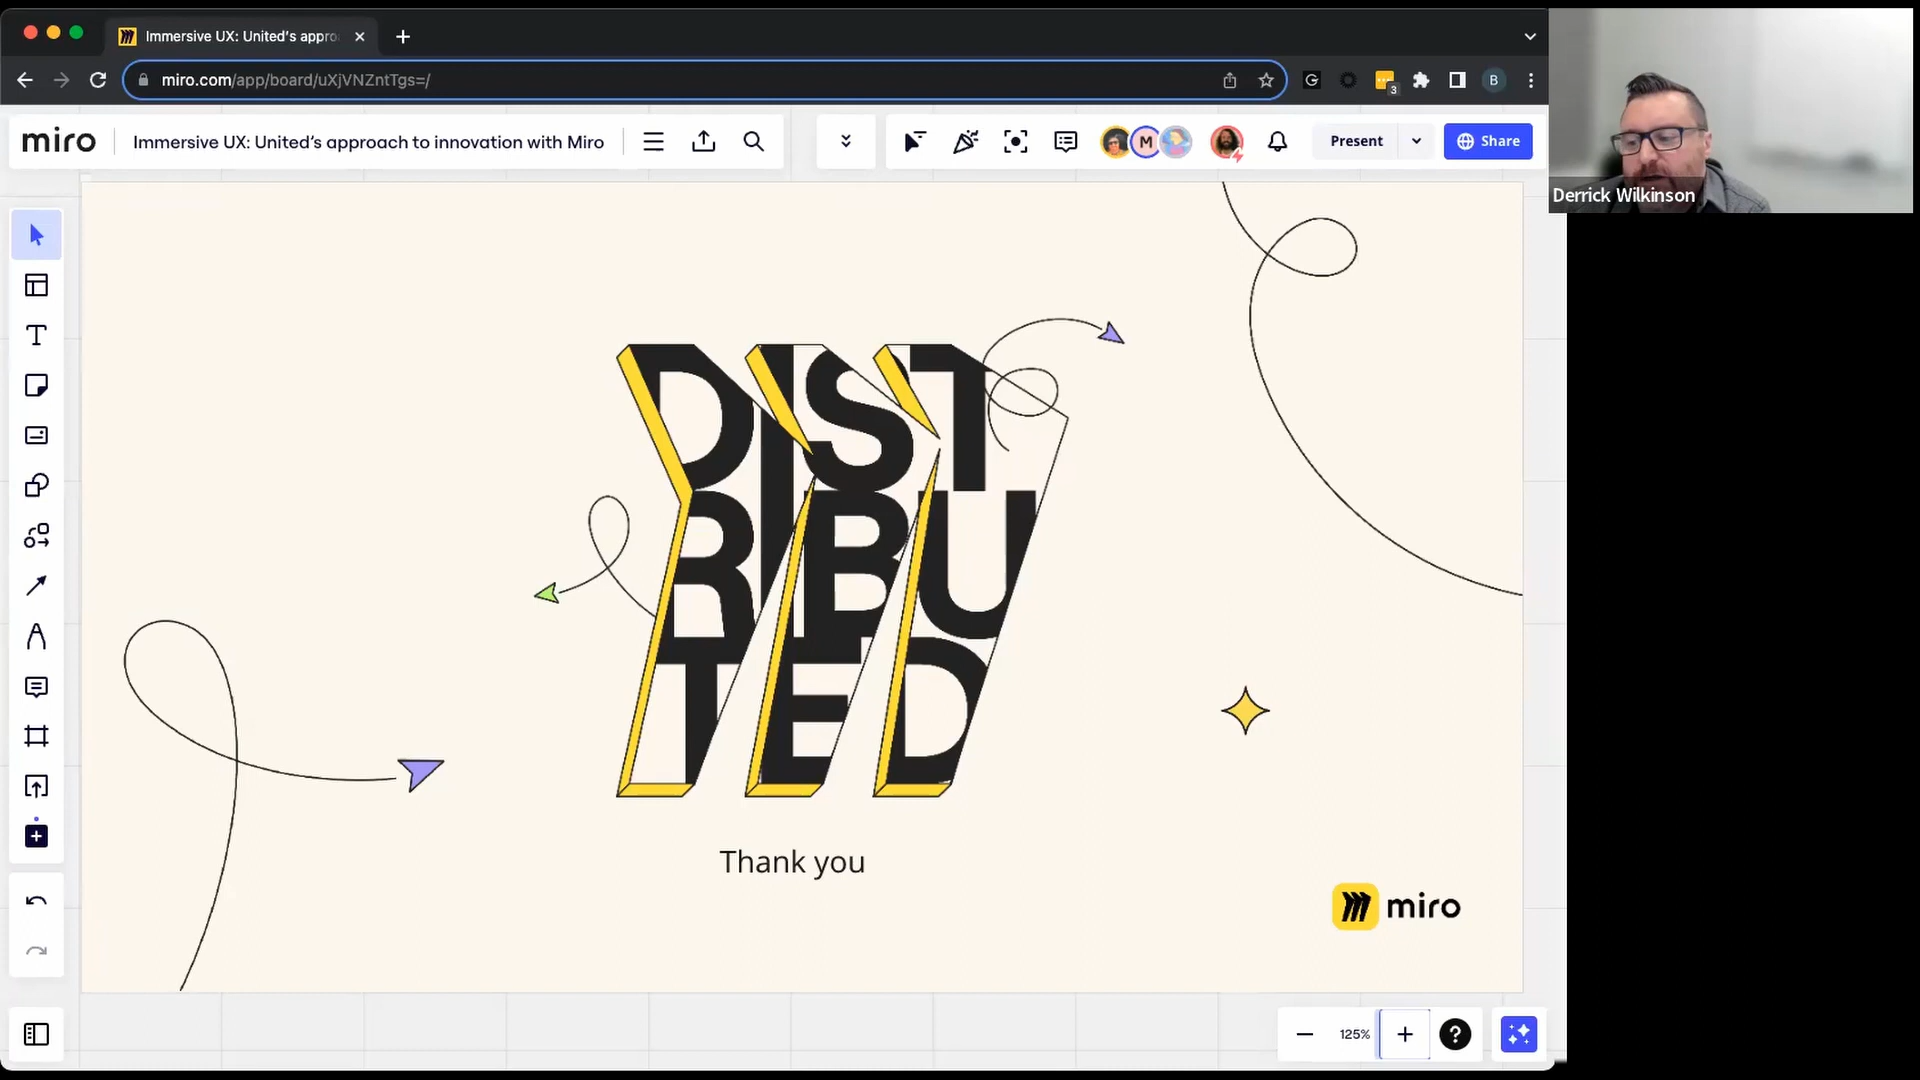 Immersive UX: United's appro
miro.com/app/board/uXjVNZntTgs=/
G
3
B
miro
Immersive UX: United's approach to innovation with Miro
M
Present
Share
Derrick Wilkinson
DIST
RIBU
TED
Thank you
miro
125%